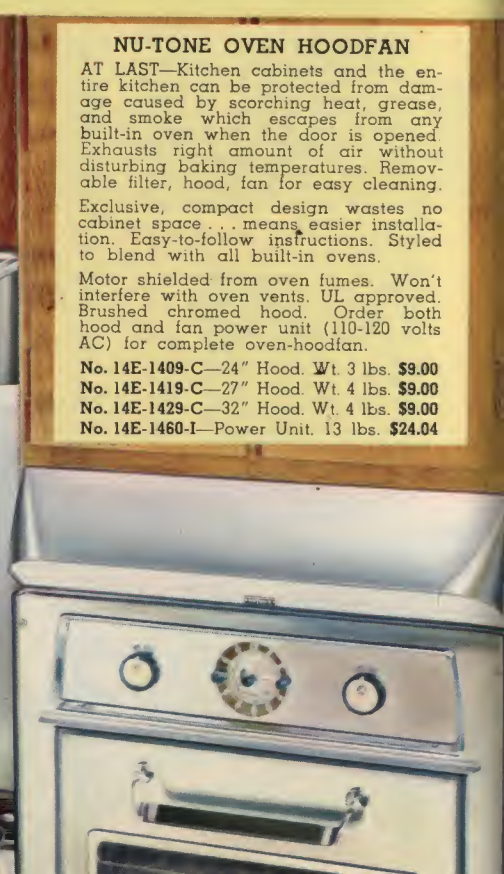 NU-TONE OVEN HOODFAN
AT LAST—Kitchen cabinets and the en-
tire kitchen can be protected from dam-
age caused by scorching heat, grease,
and smoke which escapes from any
built-in oven when the door is opened.
Exhausts right amount of air without
disturbing baking temperatures. Remov-
able filter, hood, fan for easy cleaning.
Exclusive, compact design wastes no
cabinet space . . . means easier installa-
tion. Easy-to-follow instructions. Styled
to blend with all built-in ovens.
Motor shielded from oven fumes. Won't
interfere with oven vents. UL approved.
Brushed chromed hood. Order both
hood and fan power unit (110-120 volts
AC) for complete oven-hoodfan.
No. 14E-1409-C—24" Hood. Wt. 3 lbs. $9.00
No. 14E-1419-C—27" Hood. Wt. 4 lbs. $9.00
No. 14E-1429-C—32" Hood. Wt. 4 lbs. $9.00
No. 14E-1460-I—Power Unit. 13 lbs. $24.04